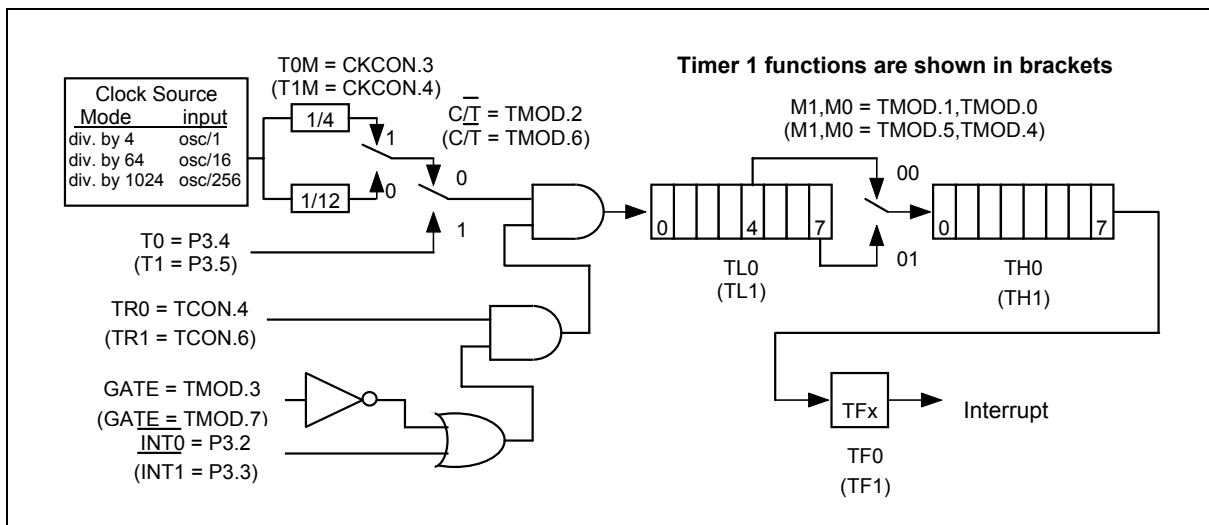 T0M = CKCON.3
(T1M = CKCON.4)
Timer 1 functions are shown in brackets
Clock Source
Mode input
div. by 4 osc/1
div. by 64 osc/16
div. by 1024 osc/256
1/4
1
0
1/12
C/T̅ = TMOD.2
(C/T̅ = TMOD.6)
0
1
M1,M0 = TMOD.1,TMOD.0
(M1,M0 = TMOD.5,TMOD.4)
00
01
0 4 7
TL0
(TL1)
0 7
TH0
(TH1)
T0 = P3.4
(T1 = P3.5)
TR0 = TCON.4
(TR1 = TCON.6)
GATE = TMOD.3
(GATE = TMOD.7)
I̅N̅T̅0̅ = P3.2
(I̅N̅T̅1̅ = P3.3)
TFx
Interrupt
TF0
(TF1)